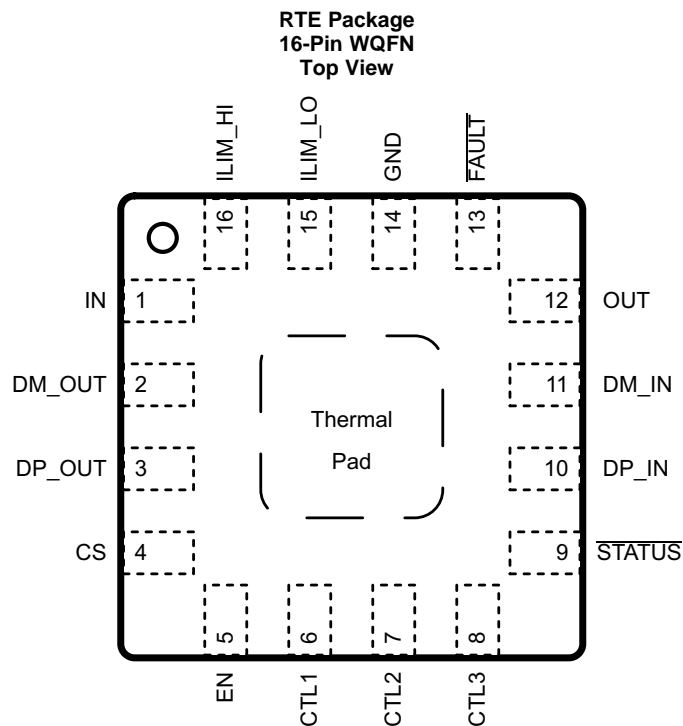 RTE Package
16-Pin WQFN
Top View
ILIM_HI
ILIM_LO
GND
FAULT
16
15
14
13
IN
1
12
OUT
DM_OUT
2
11
DM_IN
Thermal
Pad
DP_OUT
3
10
DP_IN
CS
4
9
STATUS
5
6
7
8
EN
CTL1
CTL2
CTL3